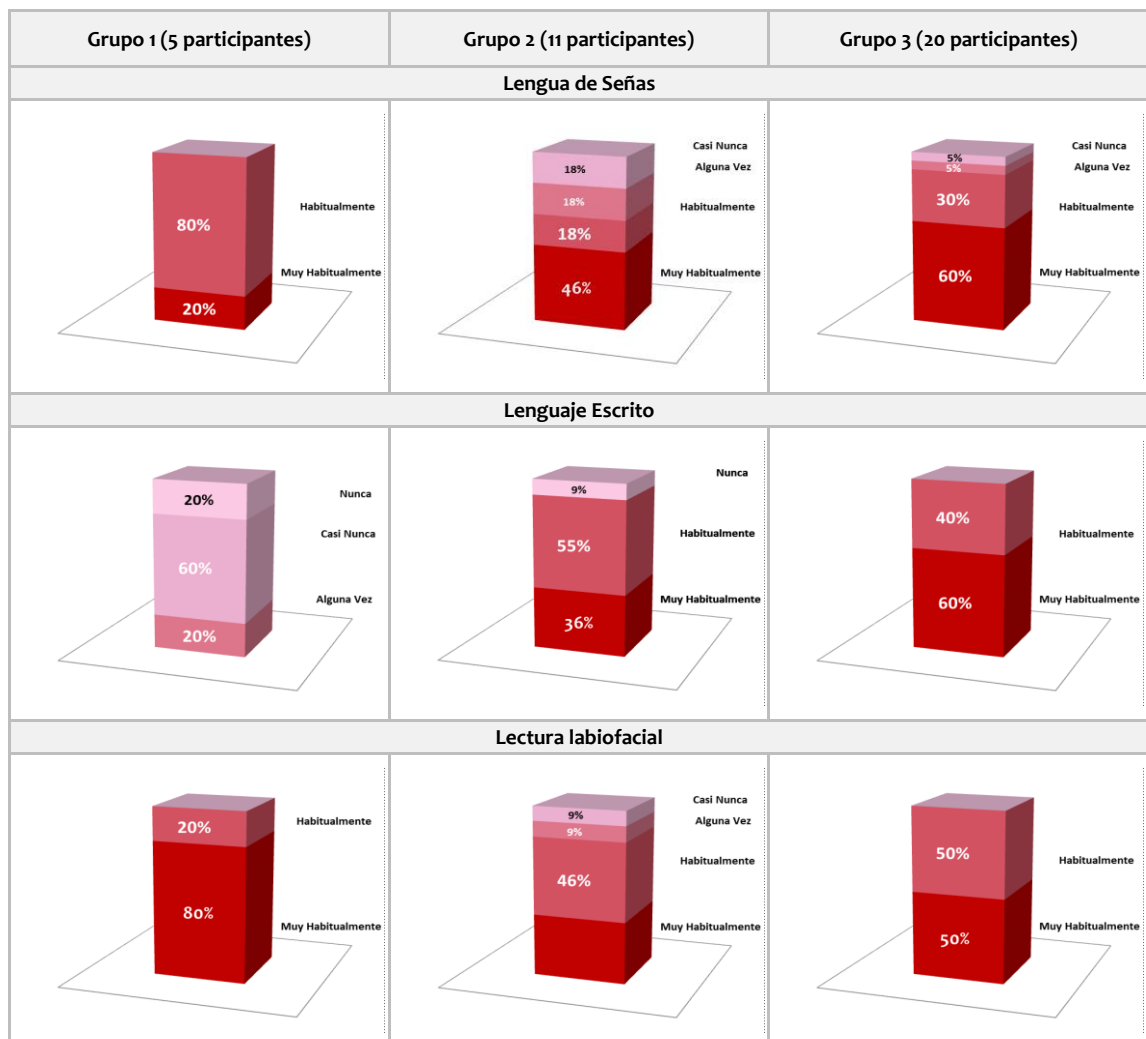 Grupo 1 (5 participantes)
Grupo 2 (11 participantes)
Grupo 3 (20 participantes)
Lengua de Señas
Habitualmente
80%
Muy Habitualmente
20%
Casi Nunca
18%
Alguna Vez
18%
Habitualmente
18%
Muy Habitualmente
46%
Casi Nunca
5%
Alguna Vez
5%
30%
Habitualmente
Muy Habitualmente
60%
Lenguaje Escrito
20%
Nunca
Casi Nunca
60%
Alguna Vez
20%
Nunca
9%
Habitualmente
55%
Muy Habitualmente
36%
40%
Habitualmente
60%
Muy Habitualmente
Lectura labiofacial
20%
Habitualmente
80%
Muy Habitualmente
Casi Nunca
9%
Alguna Vez
9%
Habitualmente
46%
Muy Habitualmente
50%
Habitualmente
Muy Habitualmente
50%